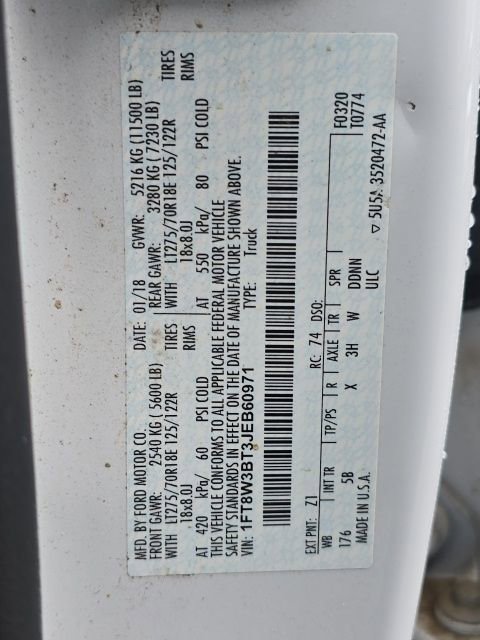 MFD. BY FORD MOTOR CO.
DATE: 01/18 GVWR: 5216 KG (11500 LB)
FRONT GAWR: 2540 KG (5600 LB) REAR GAWR: 3280 KG (7230 LB)
WITH LT275/70R18E 125/122R TIRES WITH LT275/70R18E 125/122R TIRES
18x8.0J RIMS 18x8.0J RIMS
AT 420 kPa/ 60 PSI COLD AT 550 kPa/ 80 PSI COLD
THIS VEHICLE CONFORMS TO ALL APPLICABLE FEDERAL MOTOR VEHICLE
SAFETY STANDARDS IN EFFECT ON THE DATE OF MANUFACTURE SHOWN ABOVE.
VIN: 1FT8W3BT3JEB60971 TYPE: Truck
EXT PNT: Z1 RC: 74 DSO: F0320
WB INT TR TP/PS R AXLE TR SPR T0774
176 5B X 3H W DDNN
MADE IN U.S.A. ULC ▽ 5U5A 3520472-AA